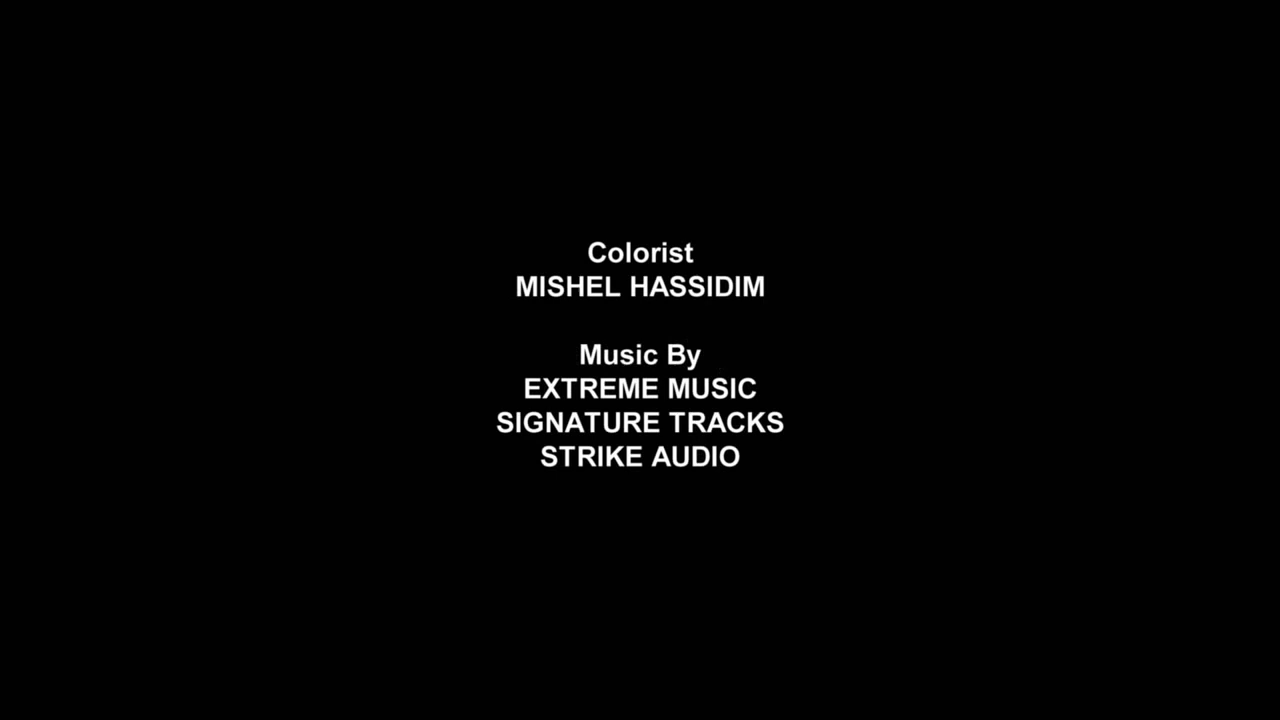 Colorist
MISHEL HASSIDIM
Music By
EXTREME MUSIC
SIGNATURE TRACKS
STRIKE AUDIO